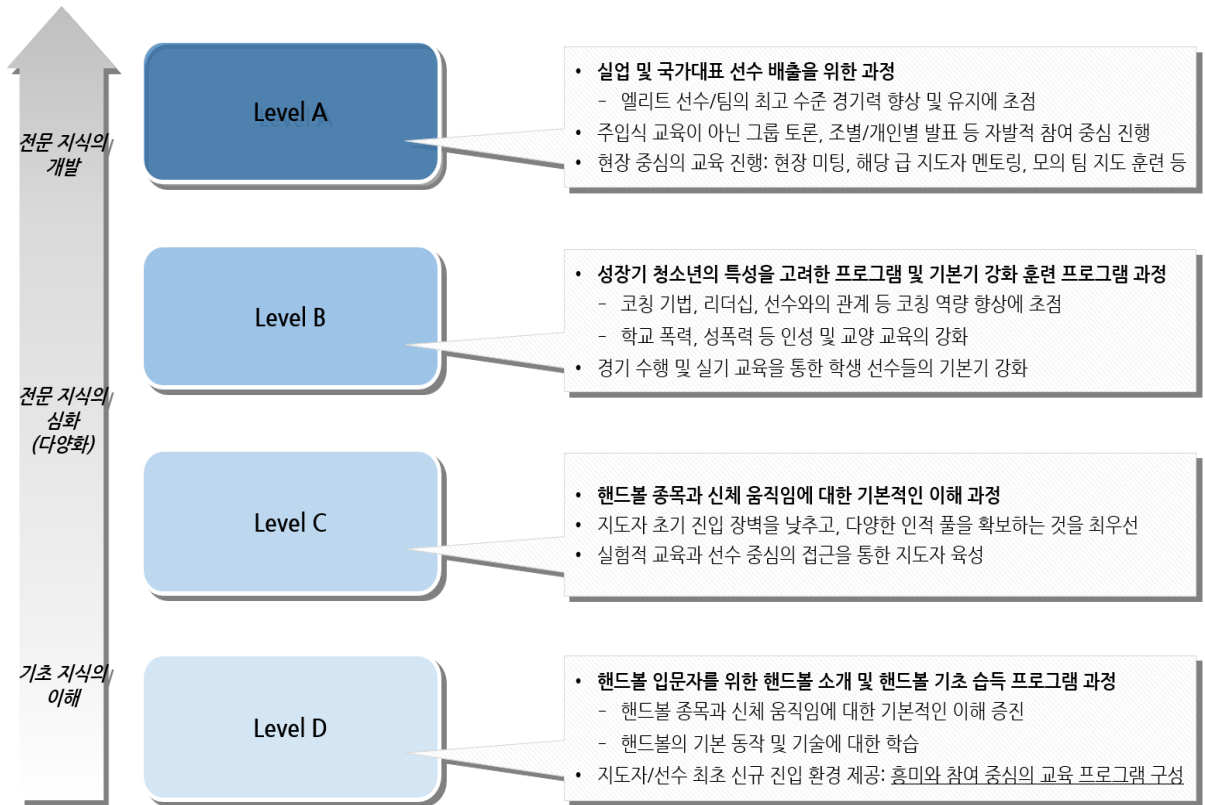 전문 지식의
개발
Level A
• 실업 및 국가대표 선수 배출을 위한 과정
– 엘리트 선수/팀의 최고 수준 경기력 향상 및 유지에 초점
• 주입식 교육이 아닌 그룹 토론, 조별/개인별 발표 등 자발적 참여 중심 진행
• 현장 중심의 교육 진행: 현장 미팅, 해당 급 지도자 멘토링, 모의 팀 지도 훈련 등
Level B
• 성장기 청소년의 특성을 고려한 프로그램 및 기본기 강화 훈련 프로그램 과정
– 코칭 기법, 리더십, 선수와의 관계 등 코칭 역량 향상에 초점
– 학교 폭력, 성폭력 등 인성 및 교양 교육의 강화
• 경기 수행 및 실기 교육을 통한 학생 선수들의 기본기 강화
전문 지식의
심화
(다양화)
Level C
• 핸드볼 종목과 신체 움직임에 대한 기본적인 이해 과정
• 지도자 초기 진입 장벽을 낮추고, 다양한 인적 풀을 확보하는 것을 최우선
• 실험적 교육과 선수 중심의 접근을 통한 지도자 육성
기초 지식의
이해
Level D
• 핸드볼 입문자를 위한 핸드볼 소개 및 핸드볼 기초 습득 프로그램 과정
– 핸드볼 종목과 신체 움직임에 대한 기본적인 이해 증진
– 핸드볼의 기본 동작 및 기술에 대한 학습
• 지도자/선수 최초 신규 진입 환경 제공: 흥미와 참여 중심의 교육 프로그램 구성